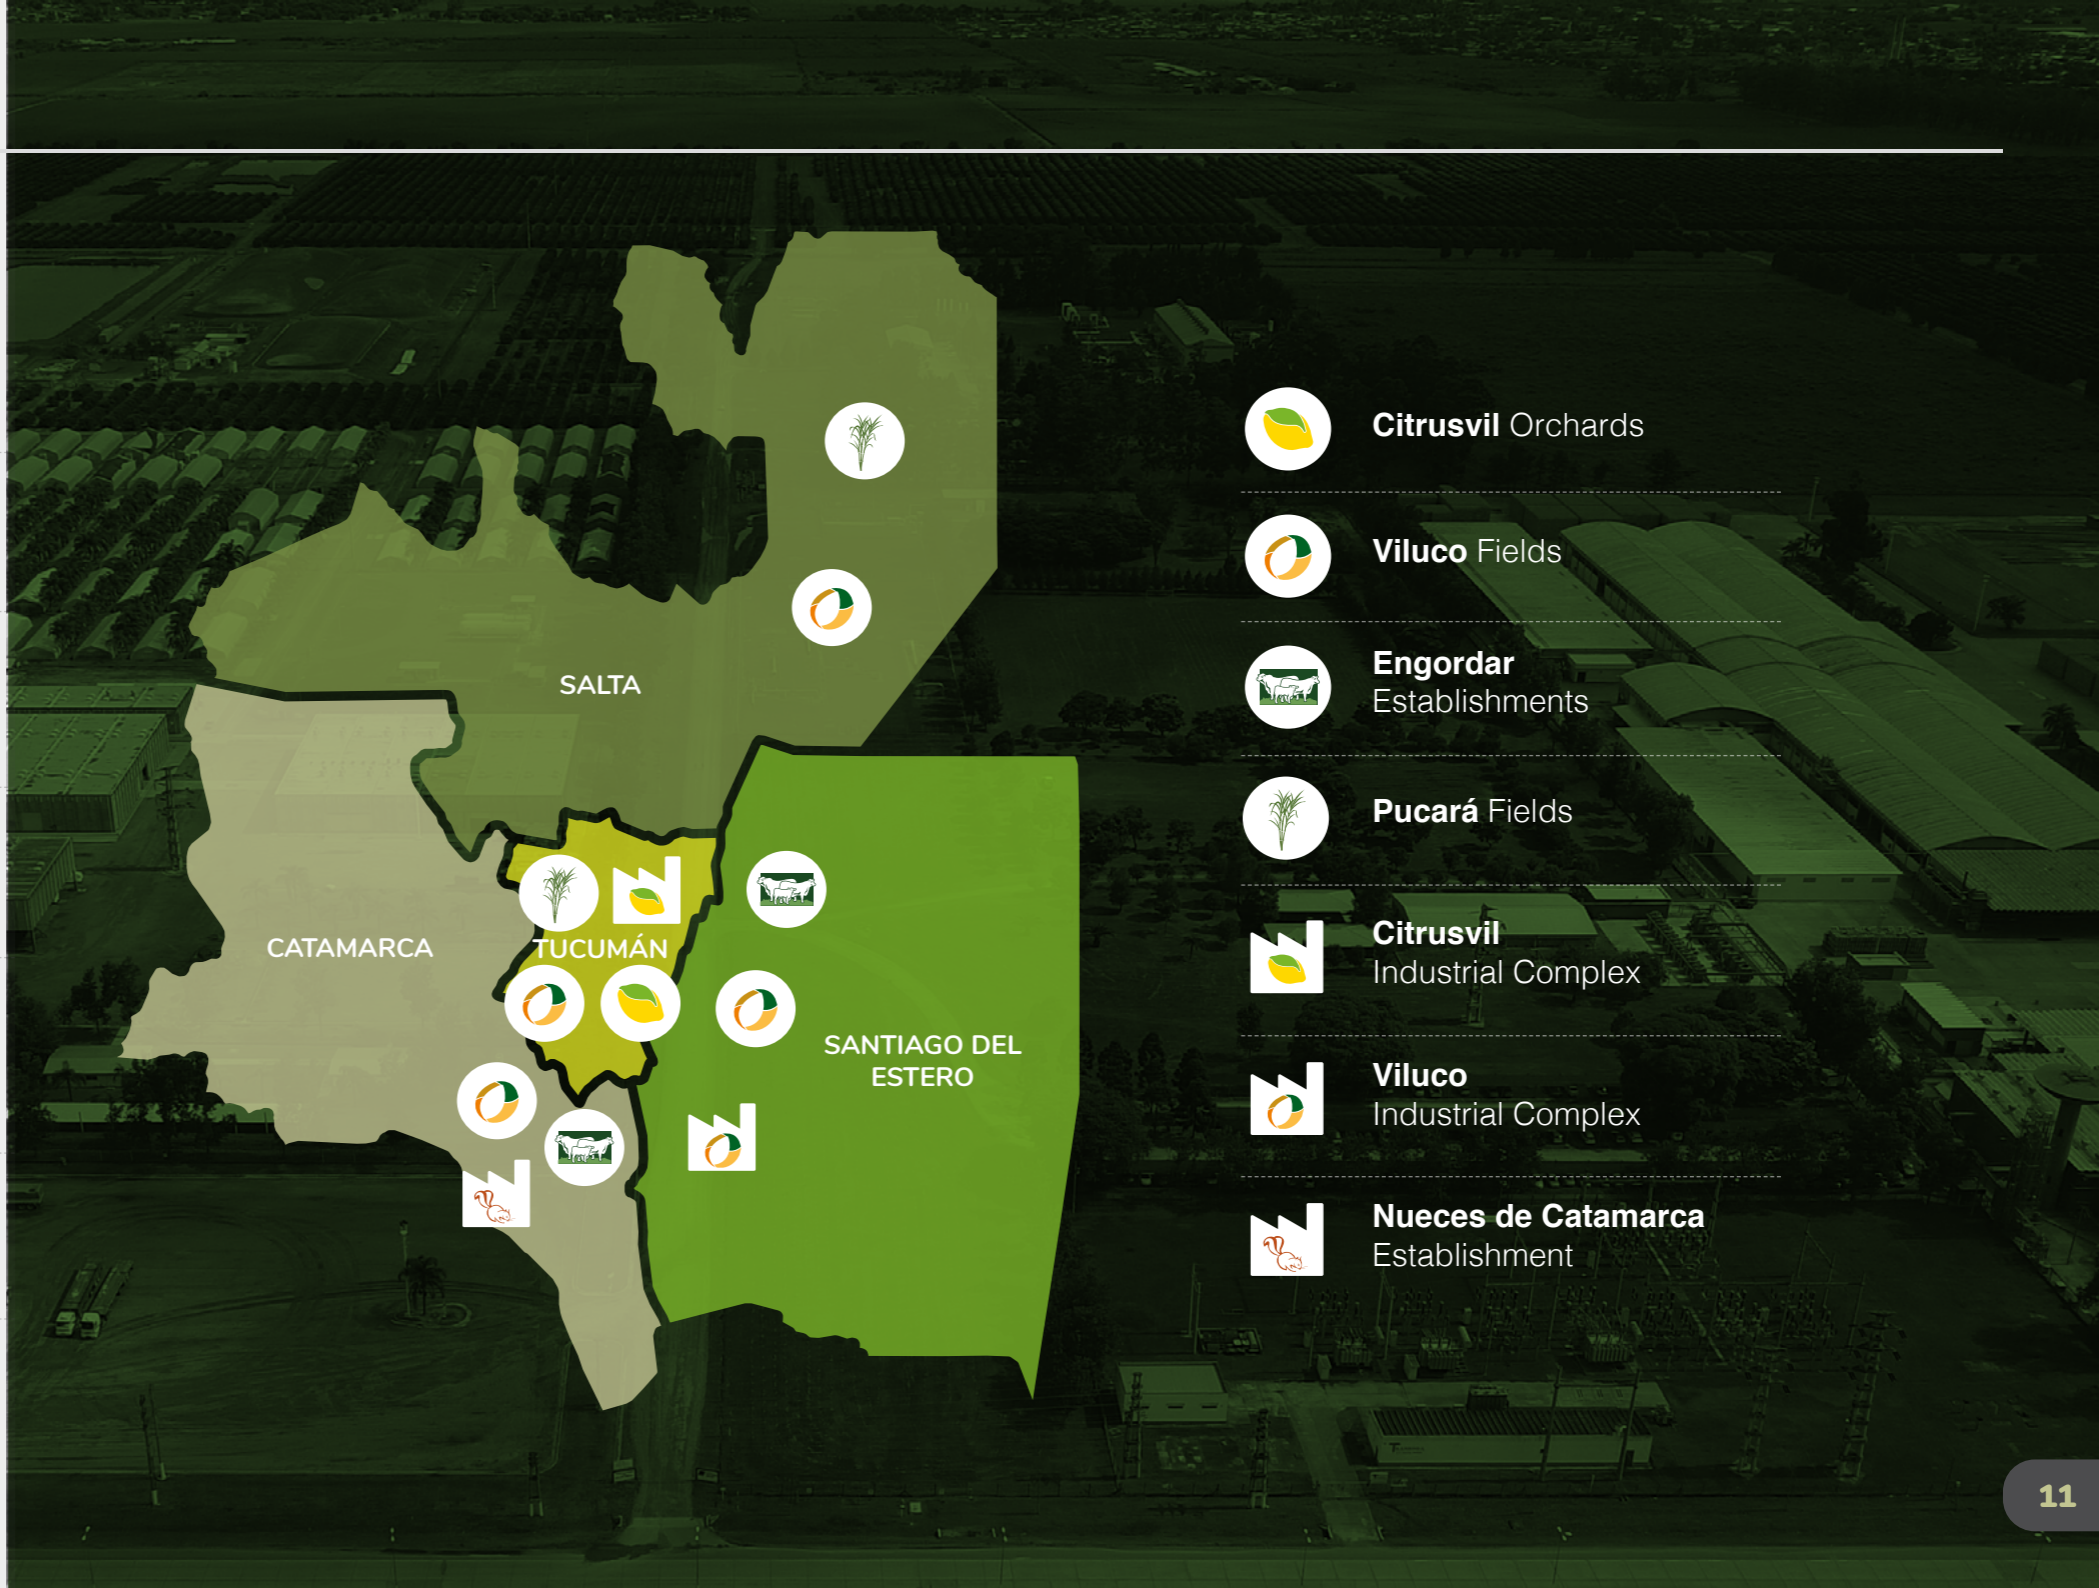 SALTA
CATAMARCA
TUCUMÁN
SANTIAGO DEL
ESTERO
Citrusvil Orchards
Viluco Fields
Engordar
Establishments
Pucará Fields
Citrusvil
Industrial Complex
Viluco
Industrial Complex
Nueces de Catamarca
Establishment
11